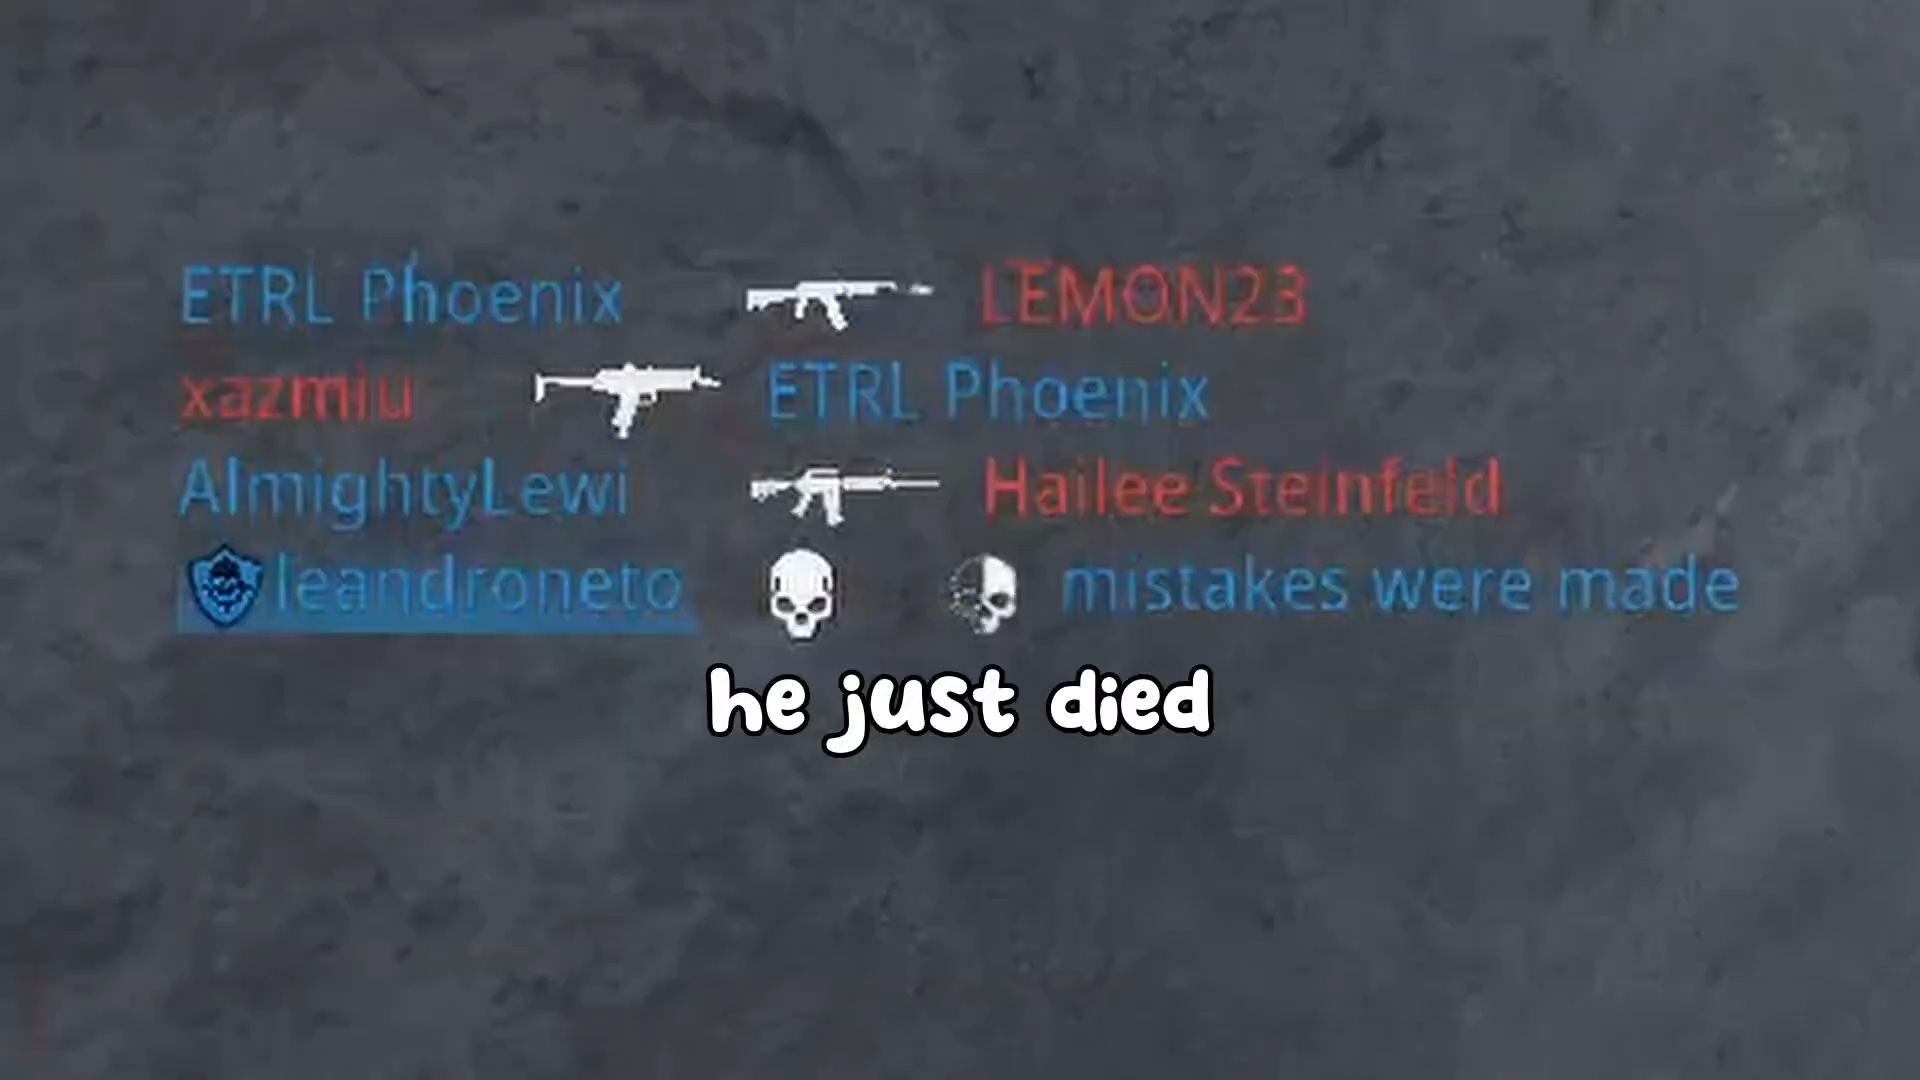 ETRL Phoenix LEMON23
xazmiu ETRL Phoenix
AlmightyLewi Hailee Steinfeld
leandroneto mistakes were made
he just died